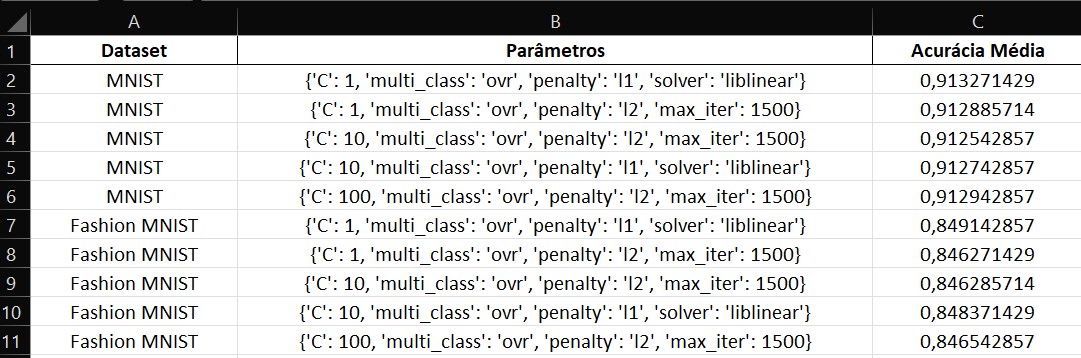 A B C
1 Dataset Parâmetros Acurácia Média
2 MNIST {'C': 1, 'multi_class': 'ovr', 'penalty': 'l1', 'solver': 'liblinear'} 0,913271429
3 MNIST {'C': 1, 'multi_class': 'ovr', 'penalty': 'l2', 'max_iter': 1500} 0,912885714
4 MNIST {'C': 10, 'multi_class': 'ovr', 'penalty': 'l2', 'max_iter': 1500} 0,912542857
5 MNIST {'C': 10, 'multi_class': 'ovr', 'penalty': 'l1', 'solver': 'liblinear'} 0,912742857
6 MNIST {'C': 100, 'multi_class': 'ovr', 'penalty': 'l2', 'max_iter': 1500} 0,912942857
7 Fashion MNIST {'C': 1, 'multi_class': 'ovr', 'penalty': 'l1', 'solver': 'liblinear'} 0,849142857
8 Fashion MNIST {'C': 1, 'multi_class': 'ovr', 'penalty': 'l2', 'max_iter': 1500} 0,846271429
9 Fashion MNIST {'C': 10, 'multi_class': 'ovr', 'penalty': 'l2', 'max_iter': 1500} 0,846285714
10 Fashion MNIST {'C': 10, 'multi_class': 'ovr', 'penalty': 'l1', 'solver': 'liblinear'} 0,848371429
11 Fashion MNIST {'C': 100, 'multi_class': 'ovr', 'penalty': 'l2', 'max_iter': 1500} 0,846542857